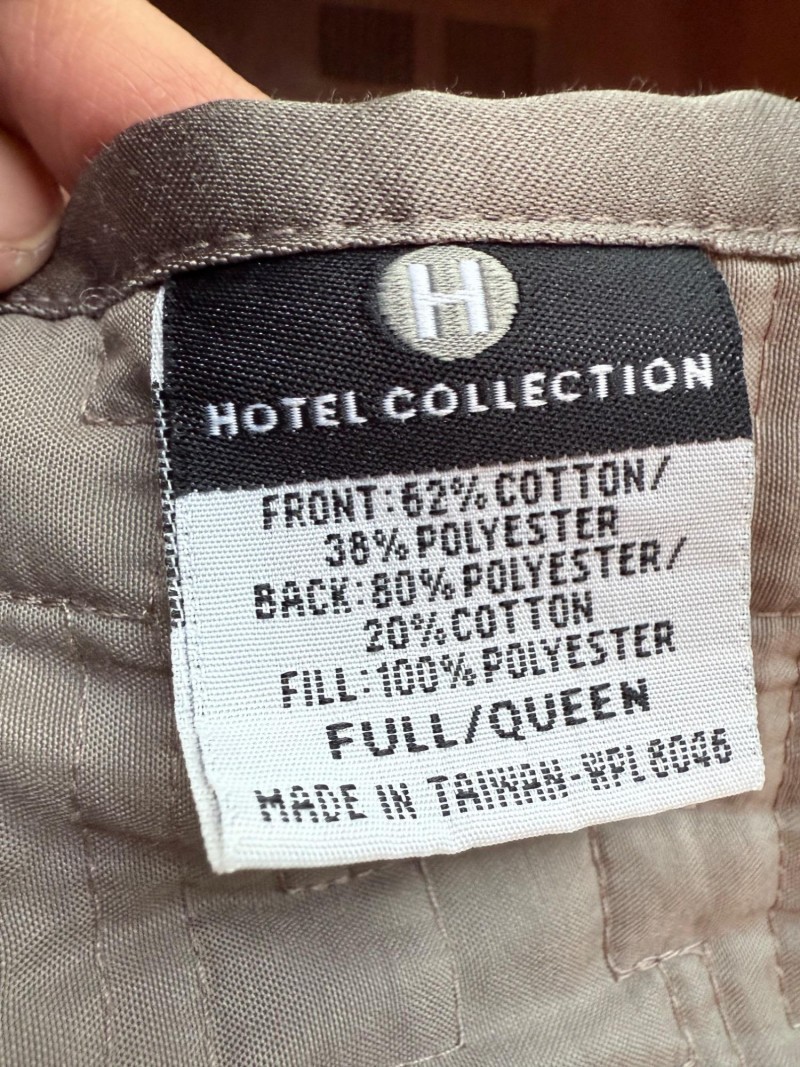 H
HOTEL COLLECTION
FRONT:62% COTTON/
38% POLYESTER
BACK:80% POLYESTER/
20% COTTON
FILL:100% POLYESTER
FULL/QUEEN
MADE IN TAIWAN-WPL8046